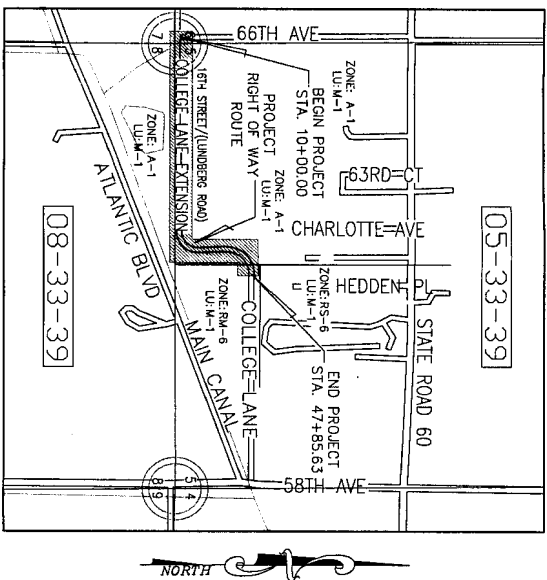 66TH AVE
6 5
7 8
16TH STREET/(LUNDBERG ROAD)
COLLEGE LANE EXTENSION
BEGIN PROJECT
STA. 10+00.00
ZONE: A-1
LU: M-1
PROJECT
RIGHT OF WAY
ROUTE
ZONE: A-1
LU: M-1
63RD CT
CHARLOTTE AVE
HEDDEN PL
ZONE: RS-6
LU: M-1
ZONE: A-1
LU: M-1
ATLANTIC BLVD
MAIN CANAL
ZONE: RM-6
LU: M-1
COLLEGE LANE
END PROJECT
STA. 47+85.63
STATE ROAD 60
05-33-39
08-33-39
58TH AVE
5 4
8 9
NORTH